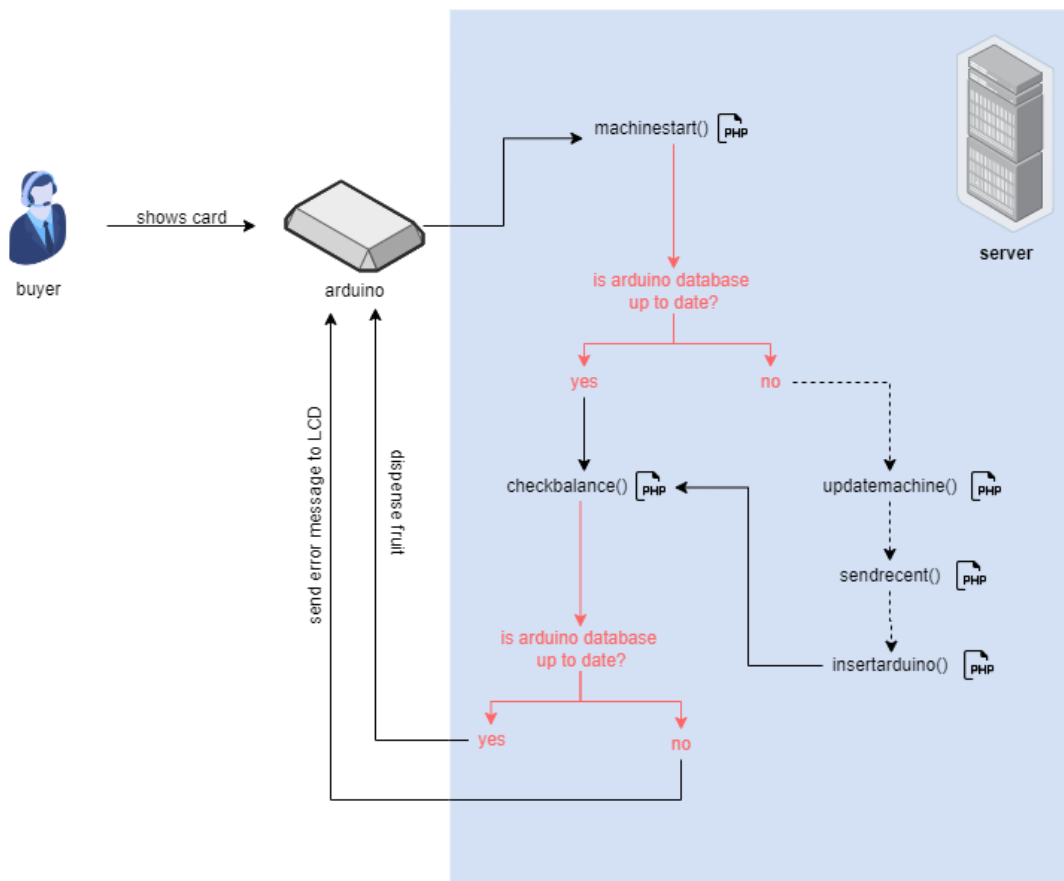 machinestart()
PHP
shows card
server
buyer
arduino
is arduino database
up to date?
yes
no
send error message to LCD
dispense fruit
checkbalance()
PHP
updatemachine()
PHP
sendrecent()
PHP
is arduino database
up to date?
insertarduino()
PHP
yes
no